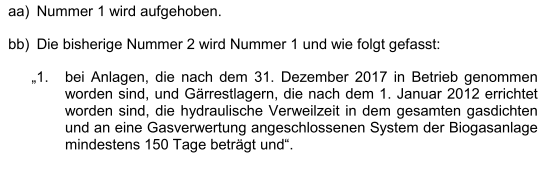 aa) Nummer 1 wird aufgehoben.
bb) Die bisherige Nummer 2 wird Nummer 1 und wie folgt gefasst:
„1. bei Anlagen, die nach dem 31. Dezember 2017 in Betrieb genommen
worden sind, und Gärrestlagern, die nach dem 1. Januar 2012 errichtet
worden sind, die hydraulische Verweilzeit in dem gesamten gasdichten
und an eine Gasverwertung angeschlossenen System der Biogasanlage
mindestens 150 Tage beträgt und“.